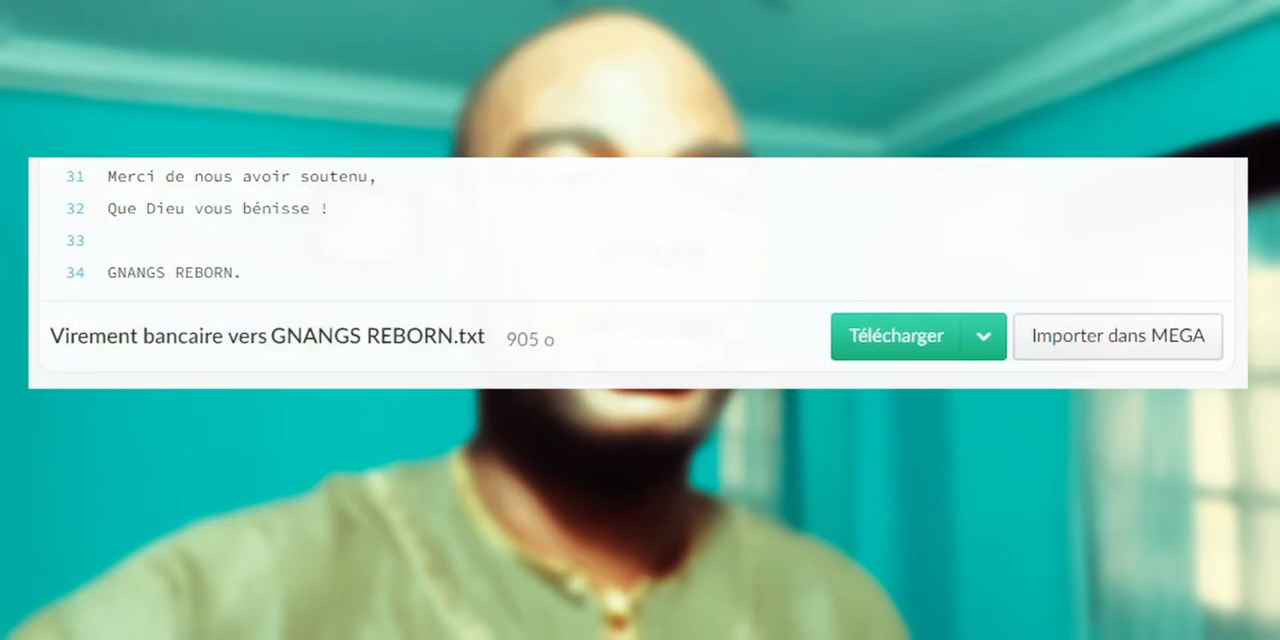 31 Merci de nous avoir soutenu,
32 Que Dieu vous bénisse !
33
34 GNANGS REBORN.
Virement bancaire vers GNANGS REBORN.txt 905 o Télécharger Importer dans MEGA